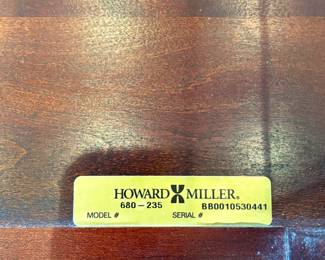 HOWARD MILLER®
680-235 BB0010530441
MODEL # SERIAL #